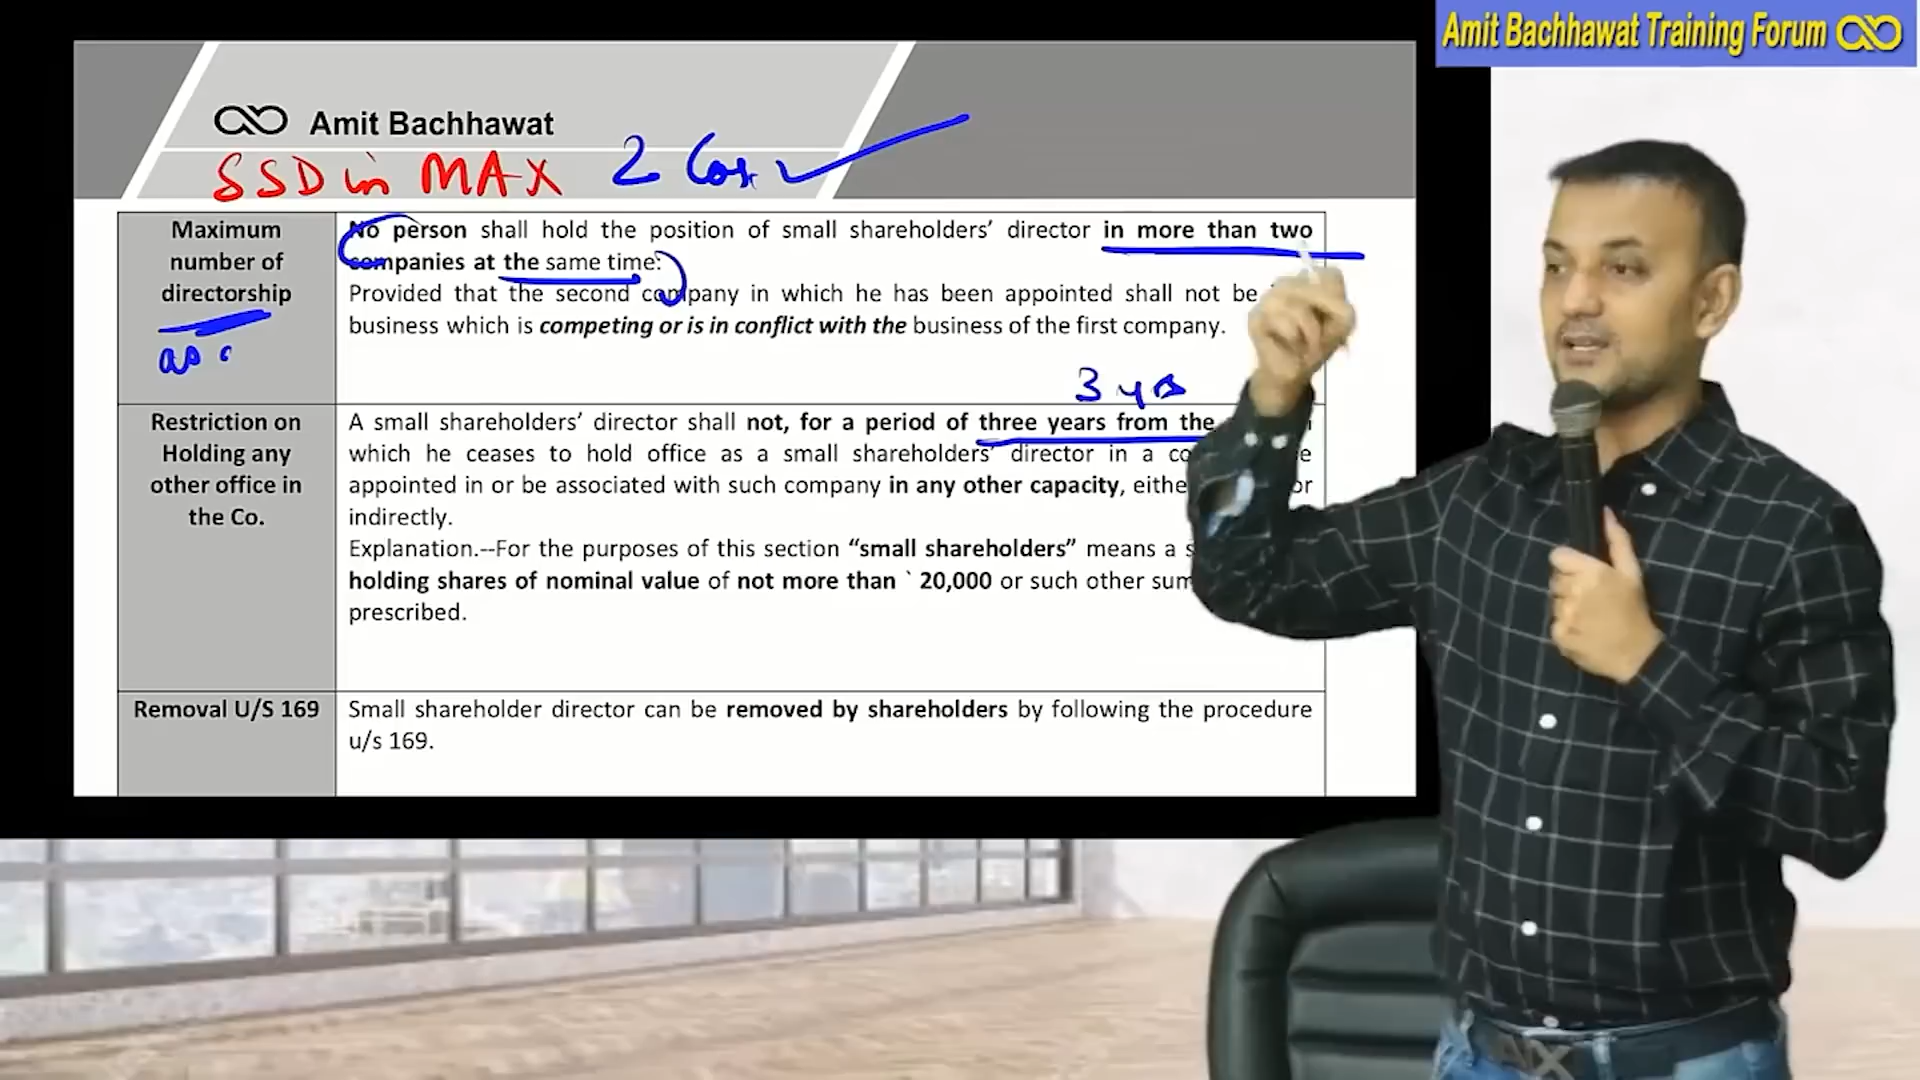 Amit Bachhawat Training Forum
Amit Bachhawat
SSD in MAX 2 Cos.
Maximum number of directorship
as
No person shall hold the position of small shareholders’ director in more than two
companies at the same time:
Provided that the second company in which he has been appointed shall not be
business which is competing or is in conflict with the business of the first company.
3 yrs
Restriction on Holding any other office in the Co.
A small shareholders’ director shall not, for a period of three years from the
which he ceases to hold office as a small shareholders’ director in a
appointed in or be associated with such company in any other capacity, or
indirectly.
Explanation.--For the purposes of this section “small shareholders” means a
holding shares of nominal value of not more than ` 20,000 or such other sum
prescribed.
Removal U/S 169
Small shareholder director can be removed by shareholders by following the procedure
u/s 169.